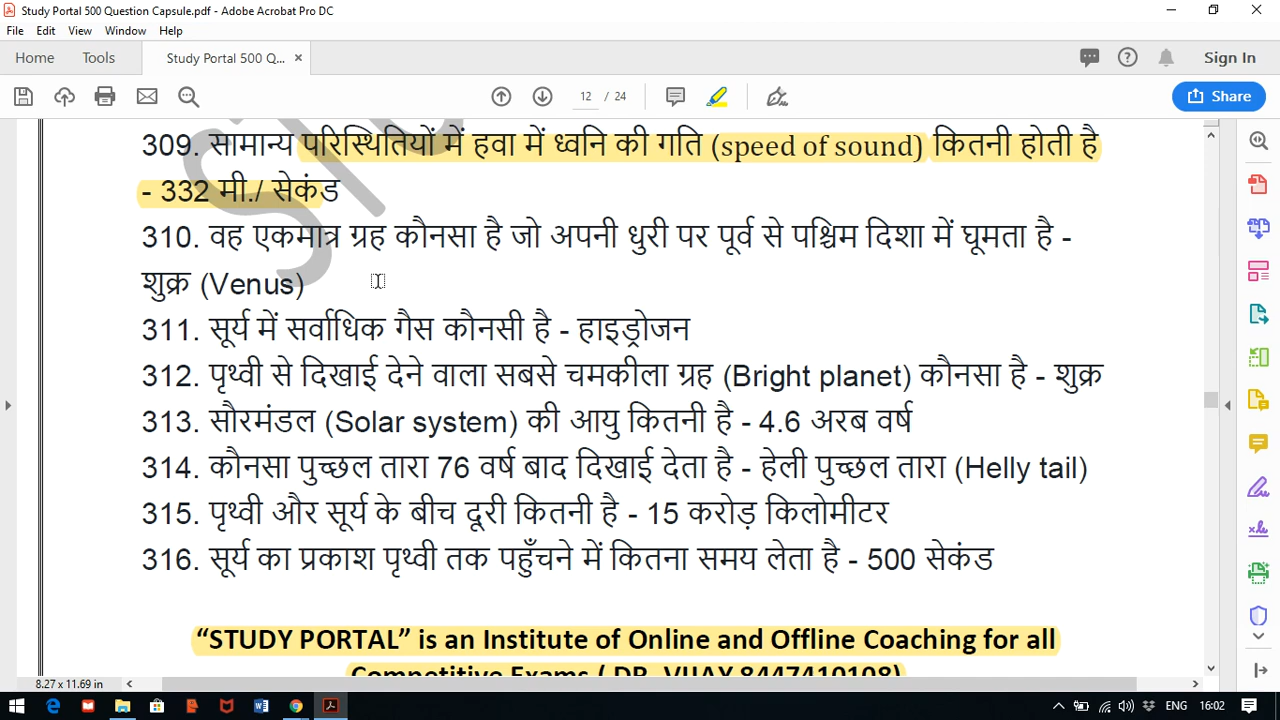 Study Portal 500 Question Capsule.pdf - Adobe Acrobat Pro DC
File Edit View Window Help
Home Tools Study Portal 500 Q... × Sign In
12 / 24 Share
309. सामान्य परिस्थितियों में हवा में ध्वनि की गति (speed of sound) कितनी होती है
- 332 मी./ सेकंड
310. वह एकमात्र ग्रह कौनसा है जो अपनी धुरी पर पूर्व से पश्चिम दिशा में घूमता है -
शुक्र (Venus)
311. सूर्य में सर्वाधिक गैस कौनसी है - हाइड्रोजन
312. पृथ्वी से दिखाई देने वाला सबसे चमकीला ग्रह (Bright planet) कौनसा है - शुक्र
313. सौरमंडल (Solar system) की आयु कितनी है - 4.6 अरब वर्ष
314. कौनसा पुच्छल तारा 76 वर्ष बाद दिखाई देता है - हेली पुच्छल तारा (Helly tail)
315. पृथ्वी और सूर्य के बीच दूरी कितनी है - 15 करोड़ किलोमीटर
316. सूर्य का प्रकाश पृथ्वी तक पहुँचने में कितना समय लेता है - 500 सेकंड
“STUDY PORTAL” is an Institute of Online and Offline Coaching for all
Competitive Exams ( DR. VIJAY 8447410108)
8.27 x 11.69 in
ENG 16:02